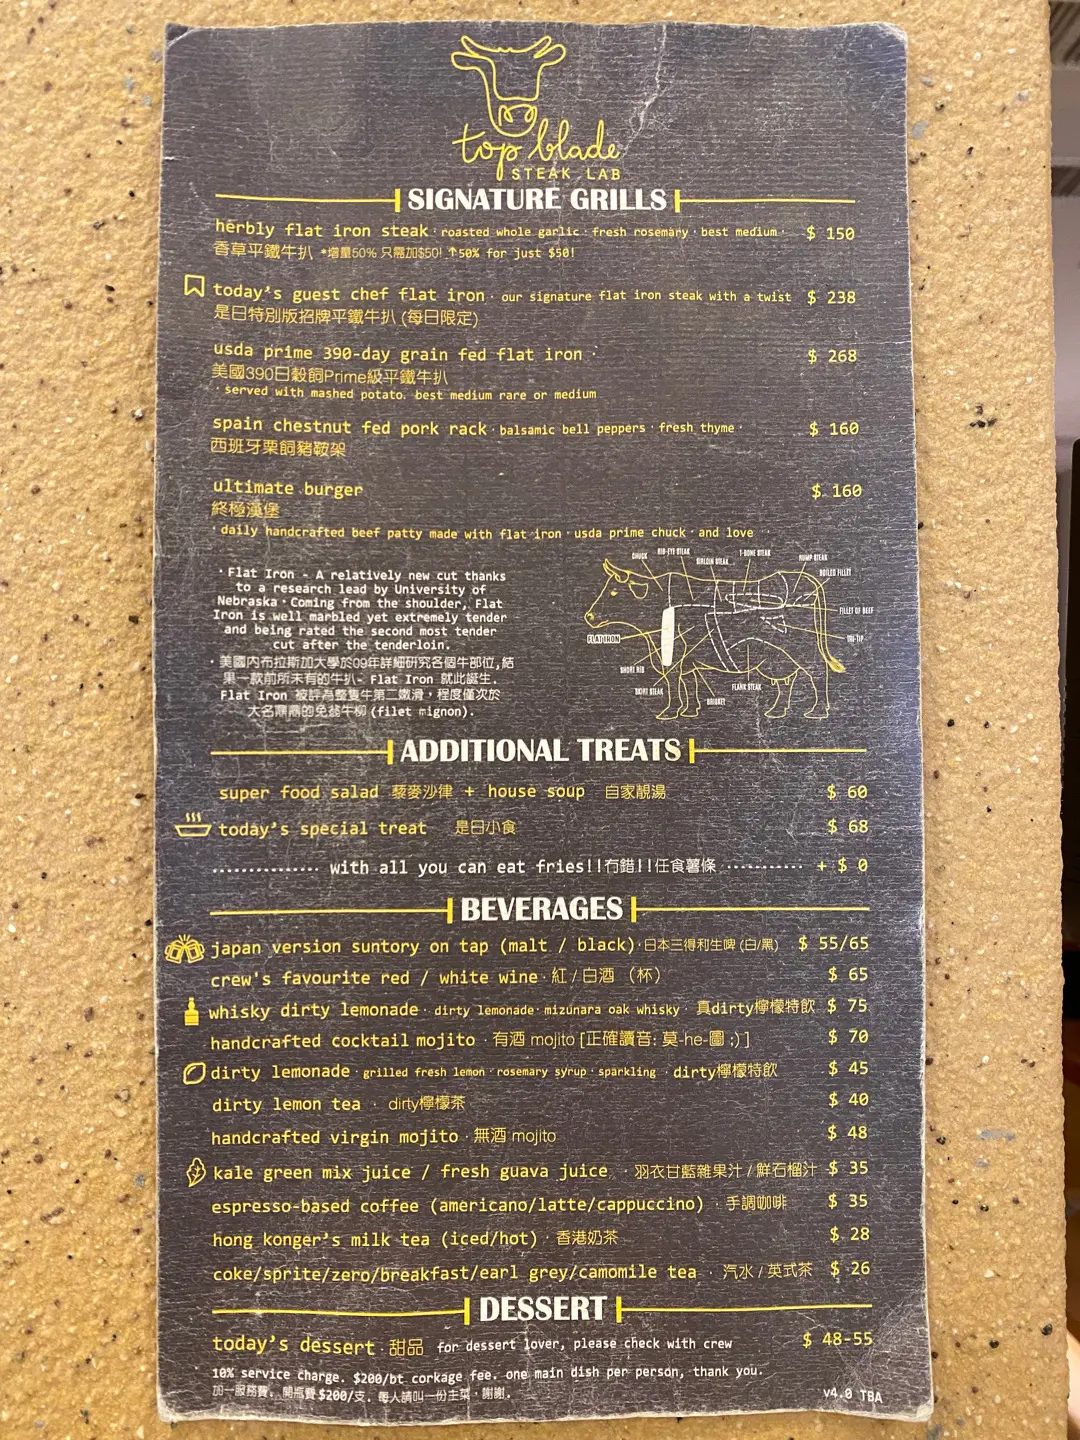 top blade
STEAK LAB
SIGNATURE GRILLS
herbly flat iron steak · roasted whole garlic · fresh rosemary · best medium · $ 150
香草平鐵牛扒 *增量50% 只需加$50! ↑50% for just $50!
today's guest chef flat iron · our signature flat iron steak with a twist $ 238
是日特別版招牌平鐵牛扒 (每日限定)
usda prime 390-day grain fed flat iron · $ 268
美國390日穀飼Prime級平鐵牛扒
served with mashed potato. best medium rare or medium
spain chestnut fed pork rack · balsamic bell peppers · fresh thyme · $ 160
西班牙栗飼豬鞍架
ultimate burger $ 160
終極漢堡
· daily handcrafted beef patty made with flat iron · usda prime chuck · and love
· Flat Iron - A relatively new cut thanks
to a research lead by University of
Nebraska · Coming from the shoulder, Flat
Iron is well marbled yet extremely tender
and being rated the second most tender
cut after the tenderloin.
· 美國內布拉斯加大學於09年詳細研究各個牛部位,結
果一款前所未有的牛扒- Flat Iron 就此誕生.
Flat Iron 被評為整隻牛第二嫩滑，程度僅次於
大名鼎鼎的免翁牛柳 (filet mignon).
CHUCK
RIB-EYE STEAK
SIRLOIN STEAK
T-BONE STEAK
RUMP STEAK
ROLLED FILLET
FILLET OF BEEF
TRI-TIP
FLAT IRON
SHORT RIB
SKIRT STEAK
BRISKET
FLANK STEAK
ADDITIONAL TREATS
super food salad 藜麥沙律 + house soup 自家靚湯 $ 60
today's special treat 是日小食 $ 68
with all you can eat fries!!冇錯!!任食薯條 + $ 0
BEVERAGES
japan version suntory on tap (malt / black) · 日本三得利生啤 (白/黑) $ 55/65
crew's favourite red / white wine · 紅 / 白酒 （杯） $ 65
whisky dirty lemonade · dirty lemonade · mizunara oak whisky · 真dirty檸檬特飲 $ 75
handcrafted cocktail mojito · 有酒 mojito [正確讀音: 莫-he-圖 ;) ] $ 70
dirty lemonade · grilled fresh lemon · rosemary syrup · sparkling · dirty檸檬特飲 $ 45
dirty lemon tea · dirty檸檬茶 $ 40
handcrafted virgin mojito · 無酒 mojito $ 48
kale green mix juice / fresh guava juice · 羽衣甘藍雜果汁 / 鮮石榴汁 $ 35
espresso-based coffee (americano/latte/cappuccino) · 手調咖啡 $ 35
hong konger's milk tea (iced/hot) · 香港奶茶 $ 28
coke/sprite/zero/breakfast/earl grey/camomile tea · 汽水 / 英式茶 $ 26
DESSERT
today's dessert · 甜品 for dessert lover, please check with crew $ 48-55
10% service charge. $200/bt corkage fee. one main dish per person, thank you.
加一服務費。開瓶費$200/支. 每人請叫一份主菜，謝謝.
v4.0 TBA